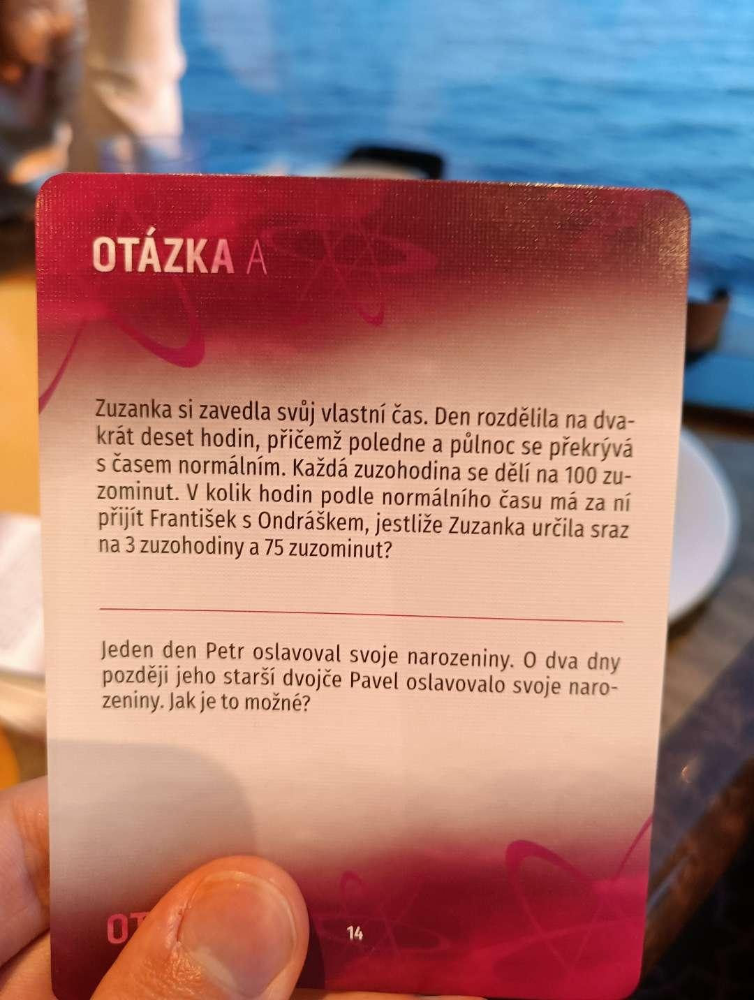 OTÁZKA A
Zuzanka si zavedla svůj vlastní čas. Den rozdělila na dva-
krát deset hodin, přičemž poledne a půlnoc se překrývá
s časem normálním. Každá zuzohodina se dělí na 100 zu-
zominut. V kolik hodin podle normálního času má za ní
přijít František s Ondráškem, jestliže Zuzanka určila sraz
na 3 zuzohodiny a 75 zuzominut?
Jeden den Petr oslavoval svoje narozeniny. O dva dny
později jeho starší dvojče Pavel oslavovalo svoje naro-
zeniny. Jak je to možné?
14